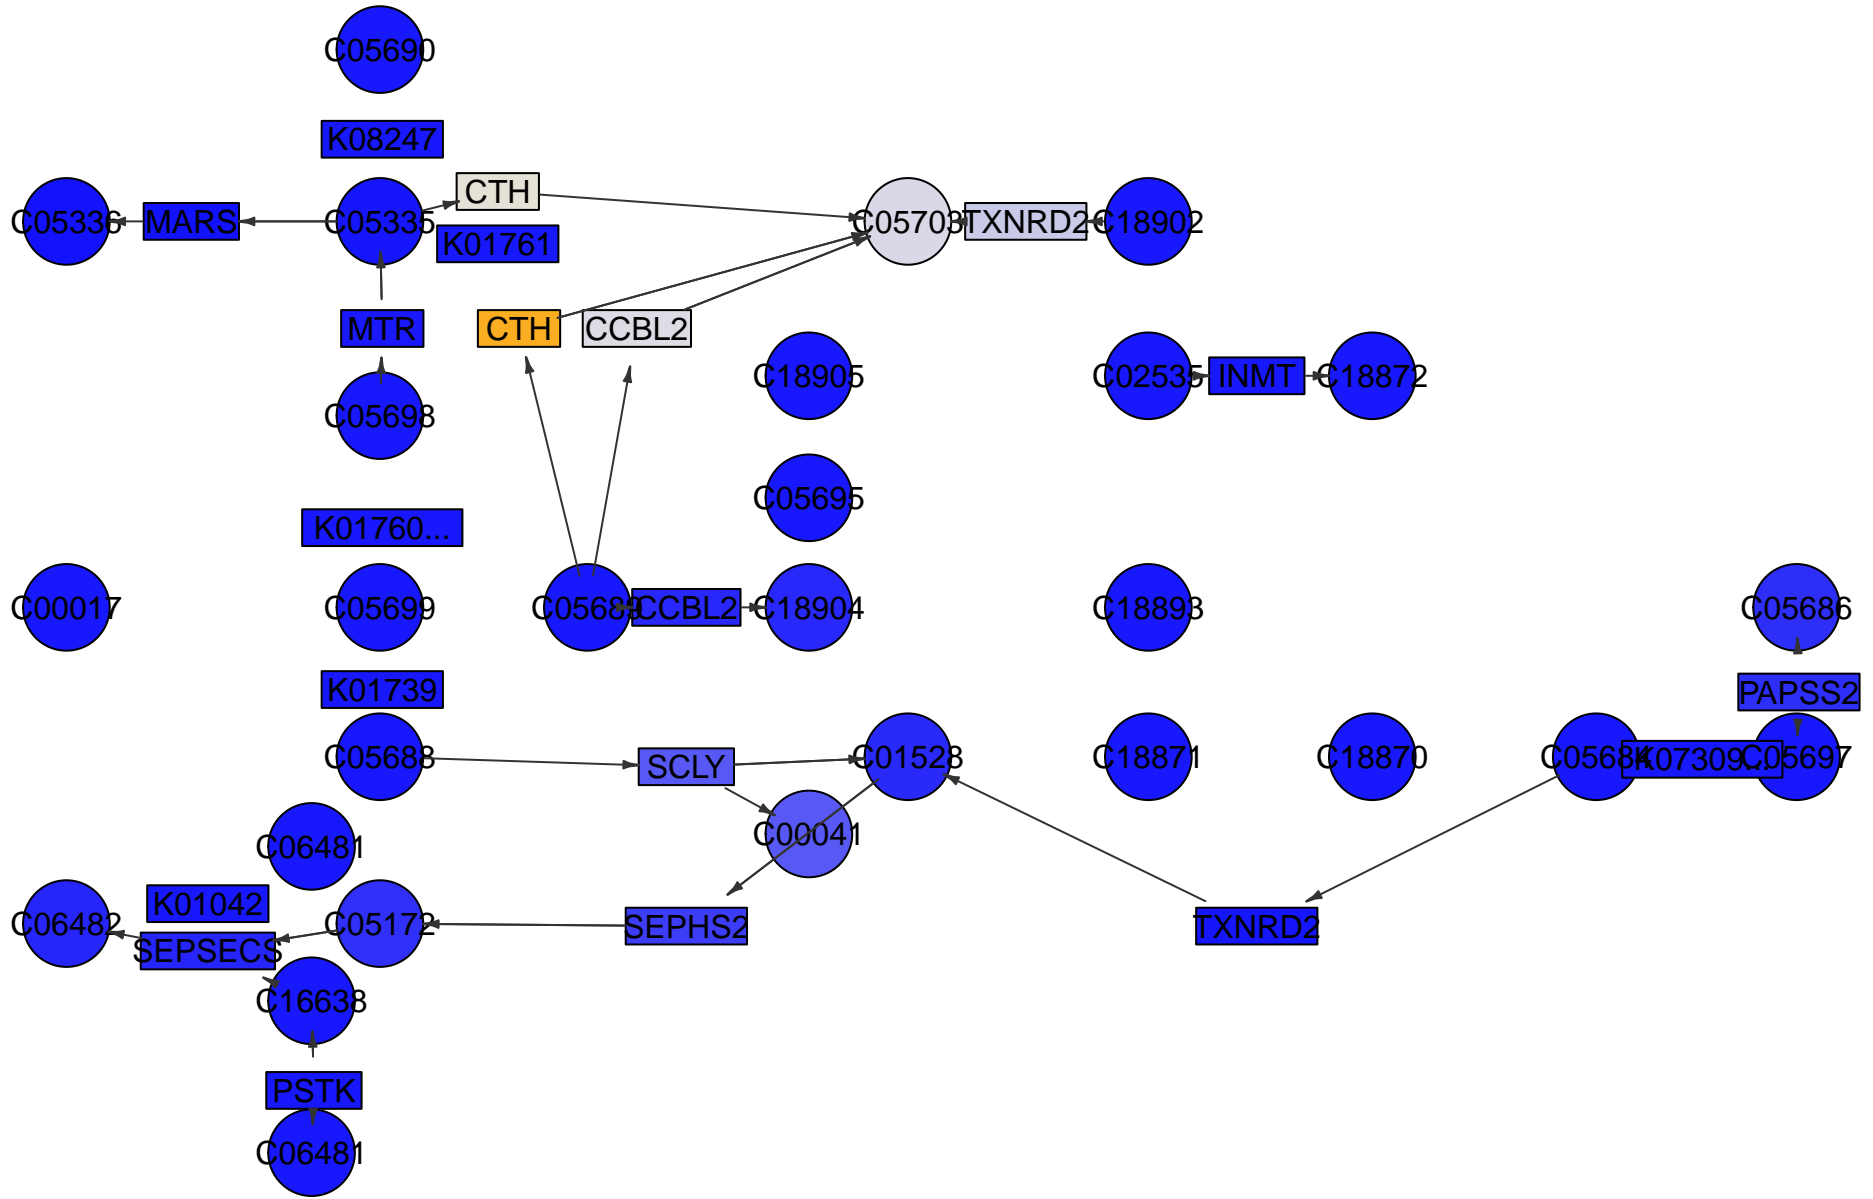 C05690
K08247
CTH
C05336
MARS
C05335
C05703
TXNRD2
C18902
K01761
MTR
CTH
CCBL2
C18905
C02535
INMT
C18872
C05698
C05695
K01760...
C00017
C05699
C05689
CCBL2
C18904
C18893
C05686
K01739
PAPSS2
C05688
SCLY
C01528
C18871
C18870
C05684
K07309...
C05697
C00041
C06481
K01042
C06482
C05172
SEPHS2
TXNRD2
SEPSECS
C16638
PSTK
C06481